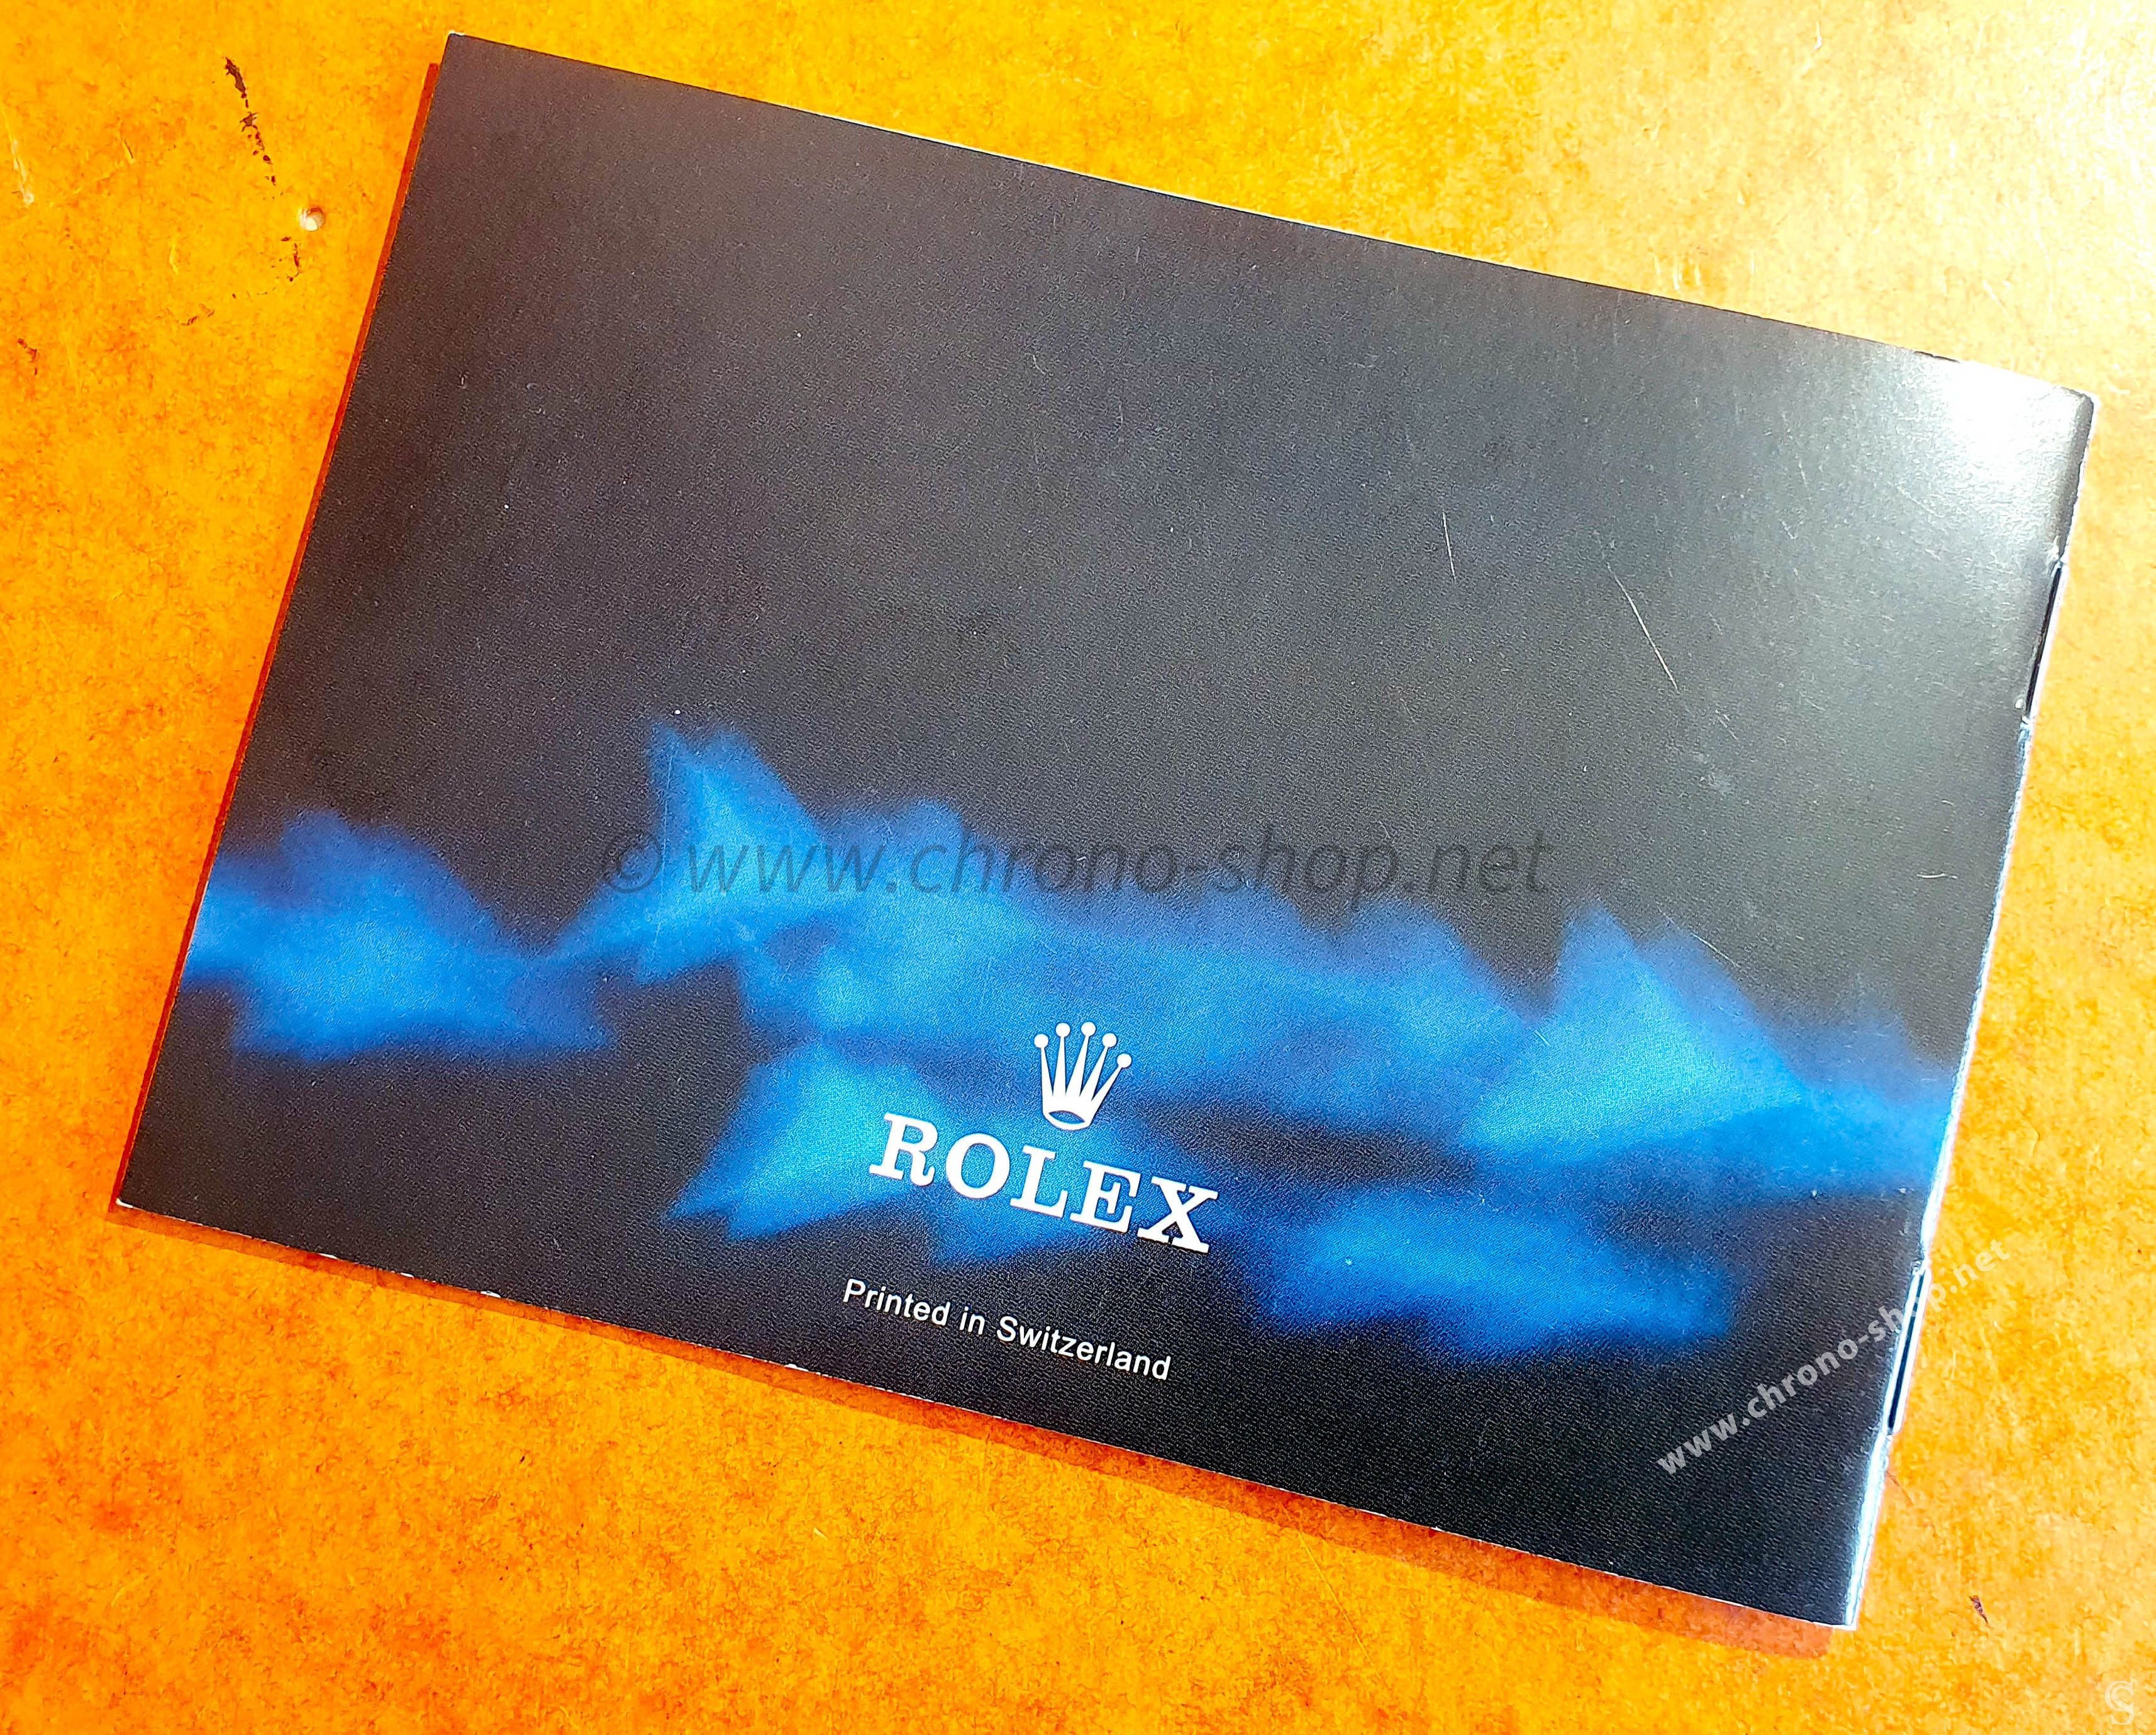 © www.chrono-shop.net
ROLEX
Printed in Switzerland
www.chrono-shop.net